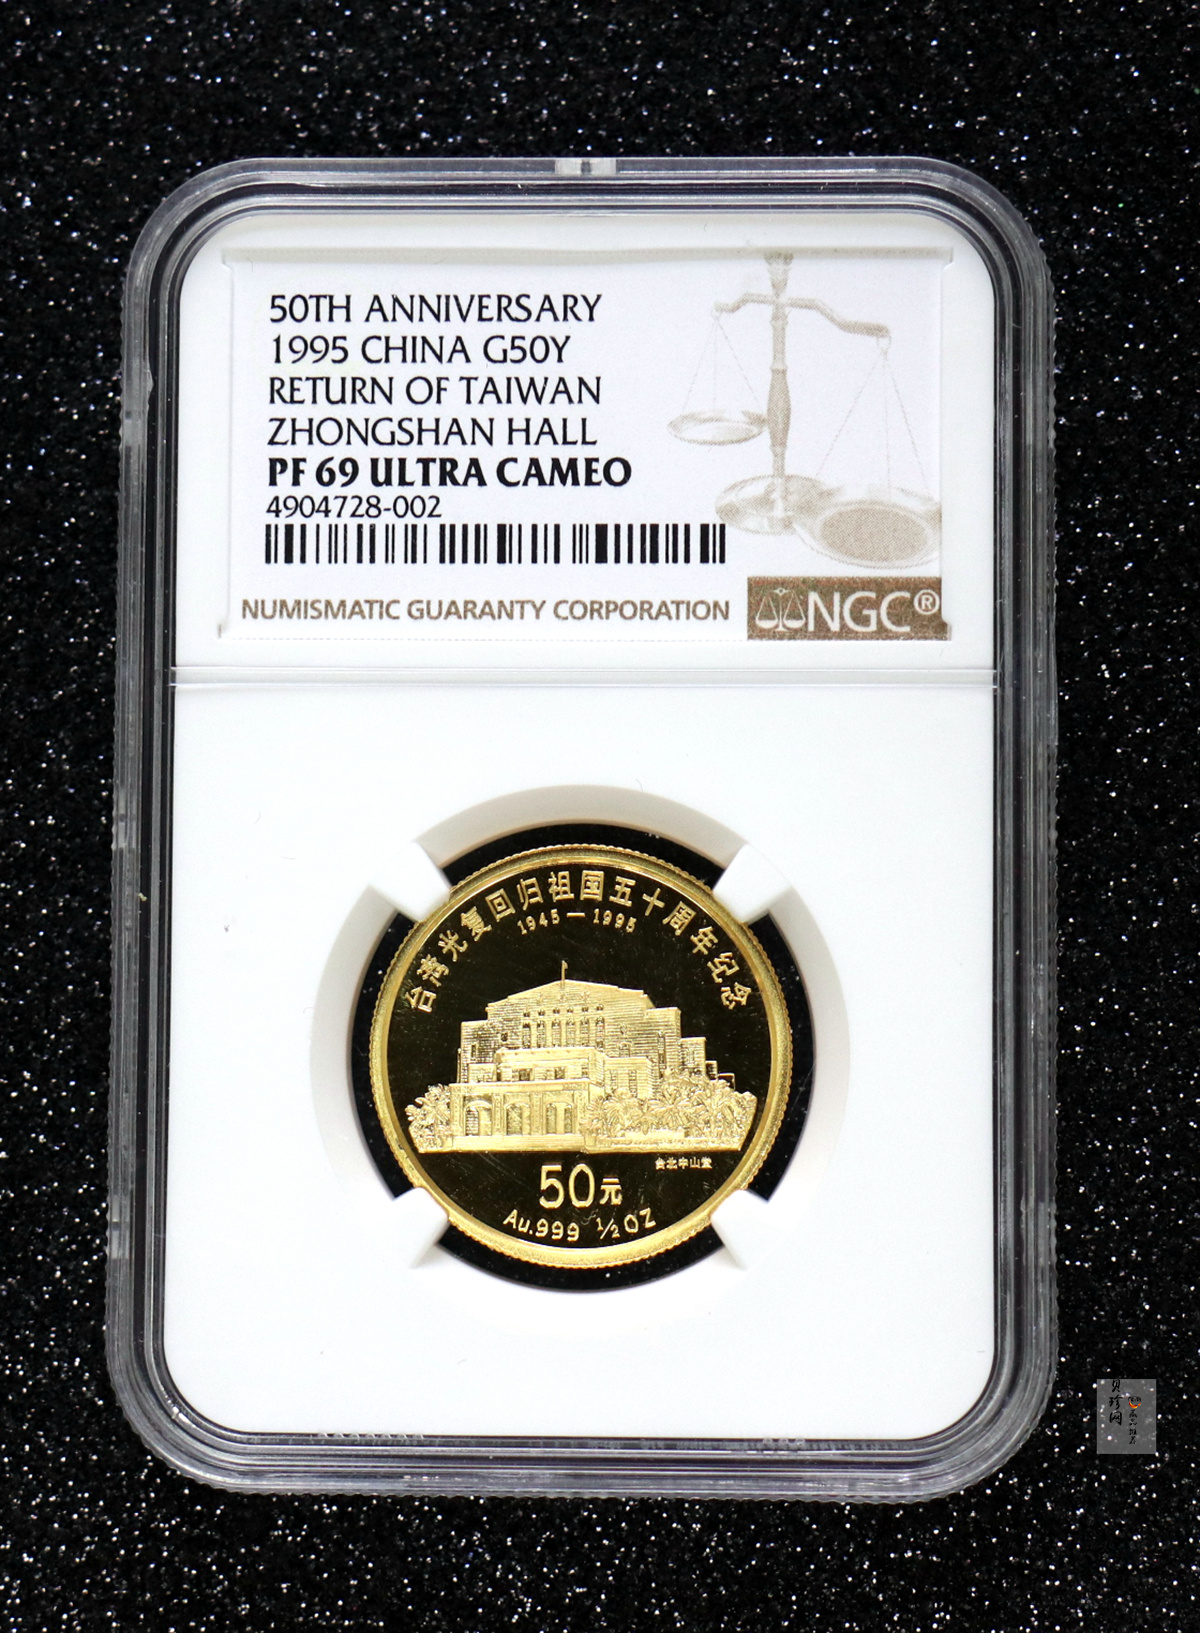 50TH ANNIVERSARY
1995 CHINA G50Y
RETURN OF TAIWAN
ZHONGSHAN HALL
PF 69 ULTRA CAMEO
4904728-002
NUMISMATIC GUARANTY CORPORATION
NGC®
台湾光复回归祖国五十周年纪念
1945—1995
台北中山堂
50元
Au.999 ½OZ